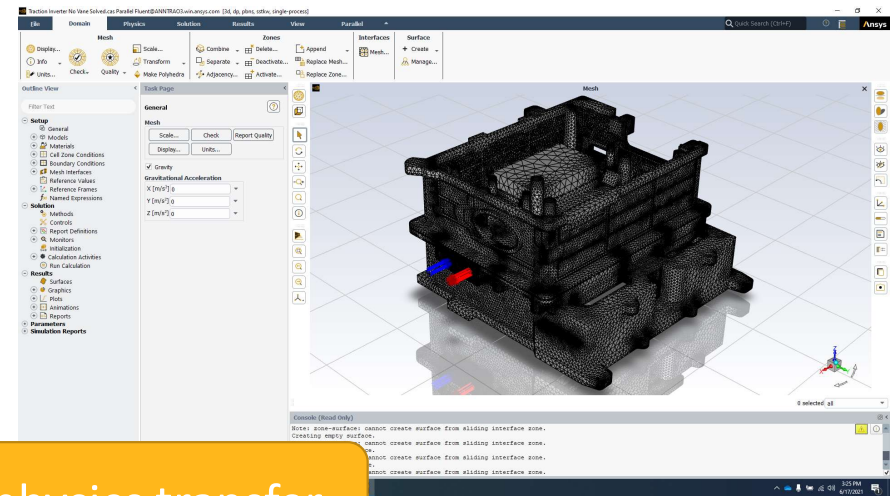 Traction Inverter No Vane Solved.cas Parallel Fluent@ANNTRAO3.win.ansys.com [3d, dp, pbns, sstkw, single-process]
File Domain Physics Solution Results View Parallel Quick Search (Ctrl+F) Ansys
Mesh Zones Interfaces Surface
Display... Scale... Combine Delete... Append Mesh... + Create
Info Transform Separate Deactivate... Replace Mesh... Manage...
Units... Check Quality Make Polyhedra Adjacency... Activate... Replace Zone...
Outline View Task Page Mesh
Filter Text General
Setup Mesh
General Scale... Check Report Quality
Models Display... Units...
Materials
Cell Zone Conditions Gravity
Boundary Conditions
Mesh Interfaces Gravitational Acceleration
Reference Values X [m/s²] 0
Reference Frames Y [m/s²] 0
Named Expressions Z [m/s²] 0
Solution
Methods
Controls
Report Definitions
Monitors
Initialization
Calculation Activities
Run Calculation
Results
Surfaces
Graphics
Plots
Animations
Reports
Parameters
Simulation Reports
Z
X
0 selected all
Console (Read Only)
Note: zone-surface: cannot create surface from sliding interface zone.
Creating empty surface.
cannot create surface from sliding interface zone.
ce.
cannot create surface from sliding interface zone.
e.
cannot create surface from sliding interface zone.
physics transfer
3:25 PM
6/17/2021